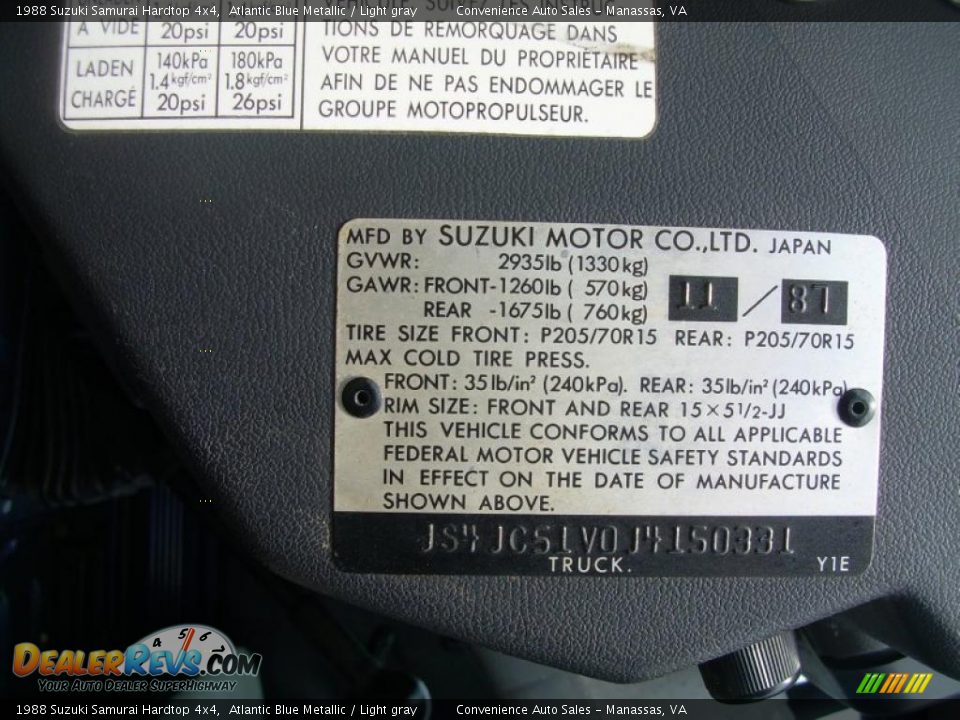 1988 Suzuki Samurai Hardtop 4x4,  Atlantic Blue Metallic / Light gray     Convenience Auto Sales - Manassas, VA
À VIDE 20psi 20psi
LADEN 140kPa 180kPa
1.4kgf/cm² 1.8kgf/cm²
CHARGÉ 20psi 26psi
TIONS DE REMORQUAGE DANS
VOTRE MANUEL DU PROPRIÉTAIRE
AFIN DE NE PAS ENDOMMAGER LE
GROUPE MOTOPROPULSEUR.
MFD BY SUZUKI MOTOR CO.,LTD. JAPAN
GVWR: 2935lb (1330kg)
GAWR: FRONT-1260lb ( 570kg) 11 / 87
REAR -1675lb ( 760kg)
TIRE SIZE FRONT: P205/70R15 REAR: P205/70R15
MAX COLD TIRE PRESS.
FRONT: 35lb/in² (240kPa). REAR: 35lb/in² (240kPa)
RIM SIZE: FRONT AND REAR 15×5 1/2-JJ
THIS VEHICLE CONFORMS TO ALL APPLICABLE
FEDERAL MOTOR VEHICLE SAFETY STANDARDS
IN EFFECT ON THE DATE OF MANUFACTURE
SHOWN ABOVE.
JS4JC51V0J4150331
TRUCK. Y1E
4 5 6
DEALERREVS.COM
YOUR AUTO DEALER SUPERHIGHWAY
1988 Suzuki Samurai Hardtop 4x4,  Atlantic Blue Metallic / Light gray     Convenience Auto Sales - Manassas, VA